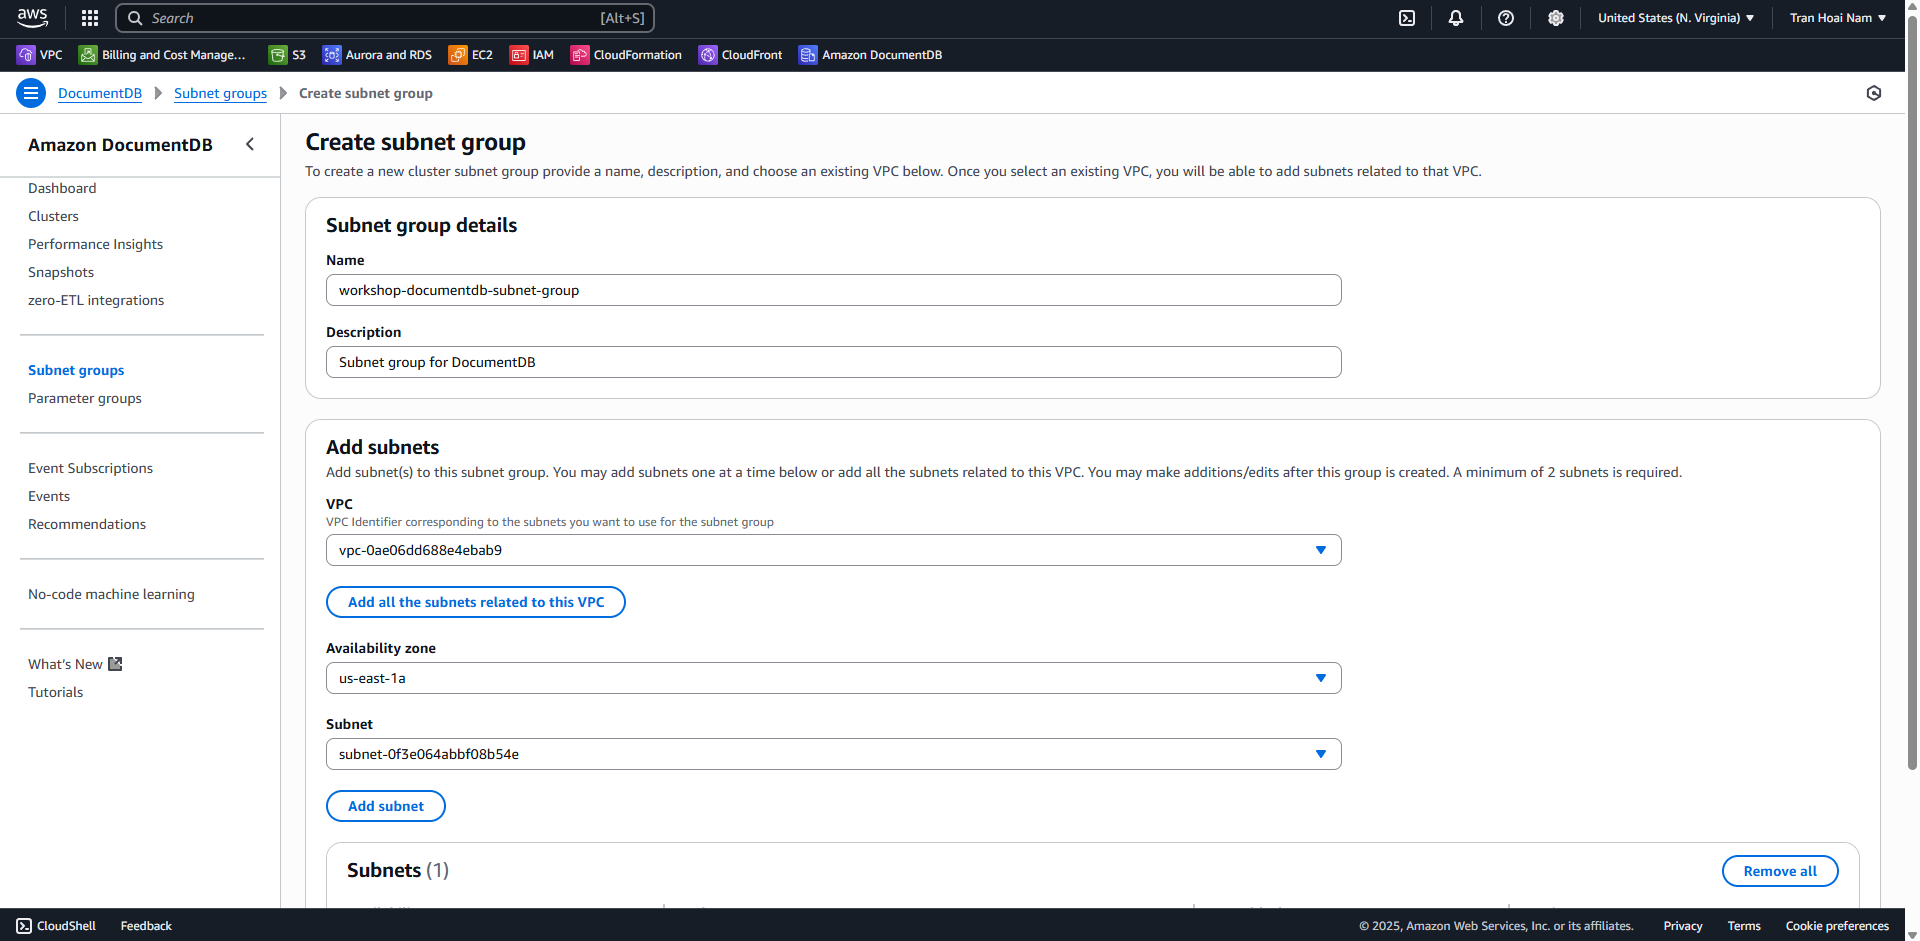 aws
Search [Alt+S]
United States (N. Virginia) Tran Hoai Nam
VPC Billing and Cost Manage... S3 Aurora and RDS EC2 IAM CloudFormation CloudFront Amazon DocumentDB
DocumentDB Subnet groups Create subnet group
Amazon DocumentDB
Dashboard
Clusters
Performance Insights
Snapshots
zero-ETL integrations
Subnet groups
Parameter groups
Event Subscriptions
Events
Recommendations
No-code machine learning
What's New
Tutorials
Create subnet group
To create a new cluster subnet group provide a name, description, and choose an existing VPC below. Once you select an existing VPC, you will be able to add subnets related to that VPC.
Subnet group details
Name
workshop-documentdb-subnet-group
Description
Subnet group for DocumentDB
Add subnets
Add subnet(s) to this subnet group. You may add subnets one at a time below or add all the subnets related to this VPC. You may make additions/edits after this group is created. A minimum of 2 subnets is required.
VPC
VPC Identifier corresponding to the subnets you want to use for the subnet group
vpc-0ae06dd688e4ebab9
Add all the subnets related to this VPC
Availability zone
us-east-1a
Subnet
subnet-0f3e064abbf08b54e
Add subnet
Subnets (1)
Remove all
CloudShell Feedback
© 2025, Amazon Web Services, Inc. or its affiliates. Privacy Terms Cookie preferences